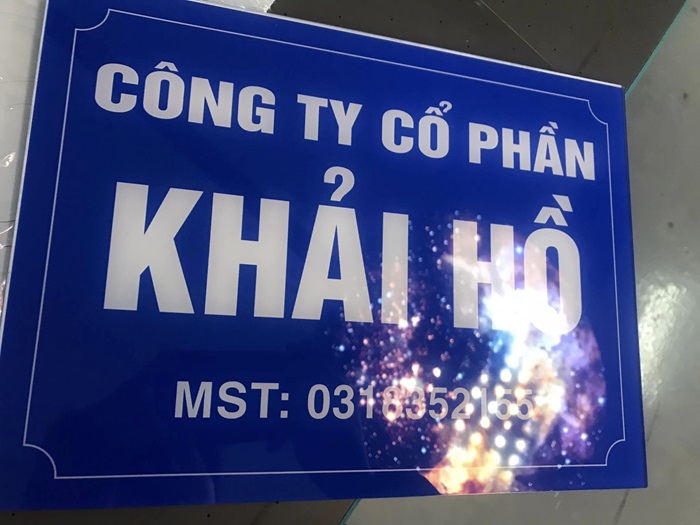 CÔNG TY CỔ PHẦN
KHẢI HỒ
MST: 0318352155